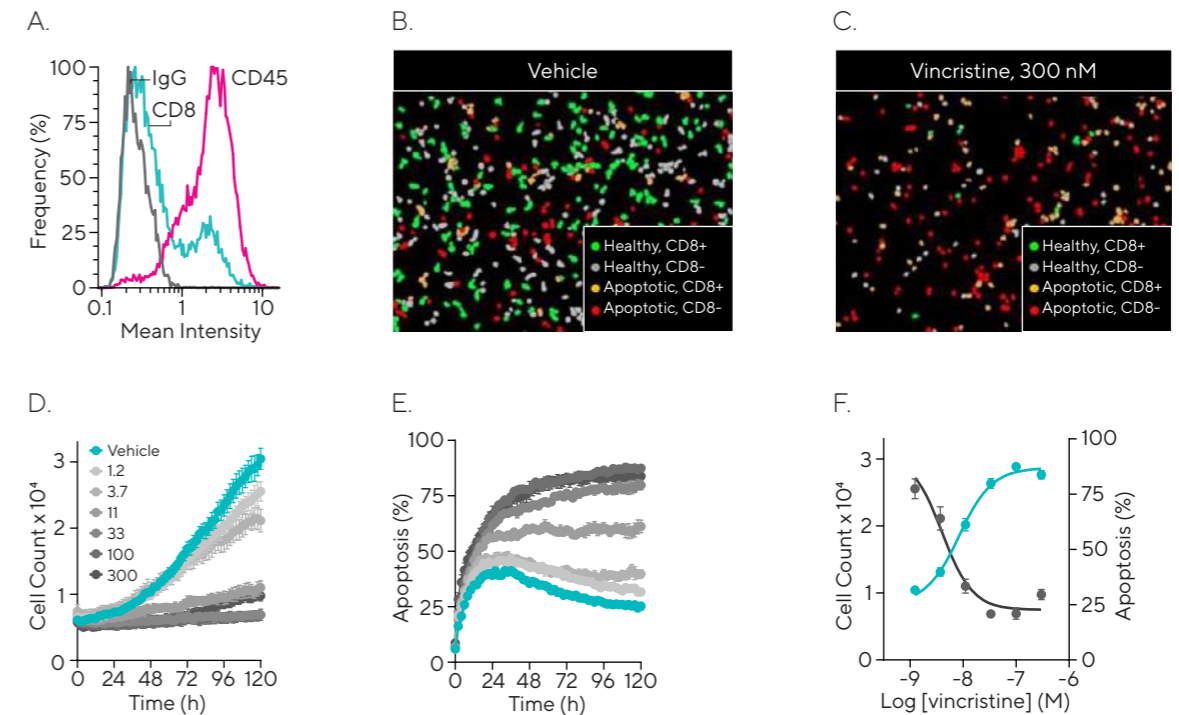 A.
100
75
50
25
0
Frequency (%)
IgG
CD8
CD45
0.1 1 10
Mean Intensity
B.
Vehicle
Healthy, CD8+
Healthy, CD8-
Apoptotic, CD8+
Apoptotic, CD8-
C.
Vincristine, 300 nM
Healthy, CD8+
Healthy, CD8-
Apoptotic, CD8+
Apoptotic, CD8-
D.
Cell Count x 10⁴
3
2
1
0
Vehicle
1.2
3.7
11
33
100
300
0 24 48 72 96 120
Time (h)
E.
Apoptosis (%)
100
75
50
25
0
0 24 48 72 96 120
Time (h)
F.
Cell Count x 10⁴
3
2
1
0
100
75
50
25
0
Apoptosis (%)
-9 -8 -7 -6
Log [vincristine] (M)